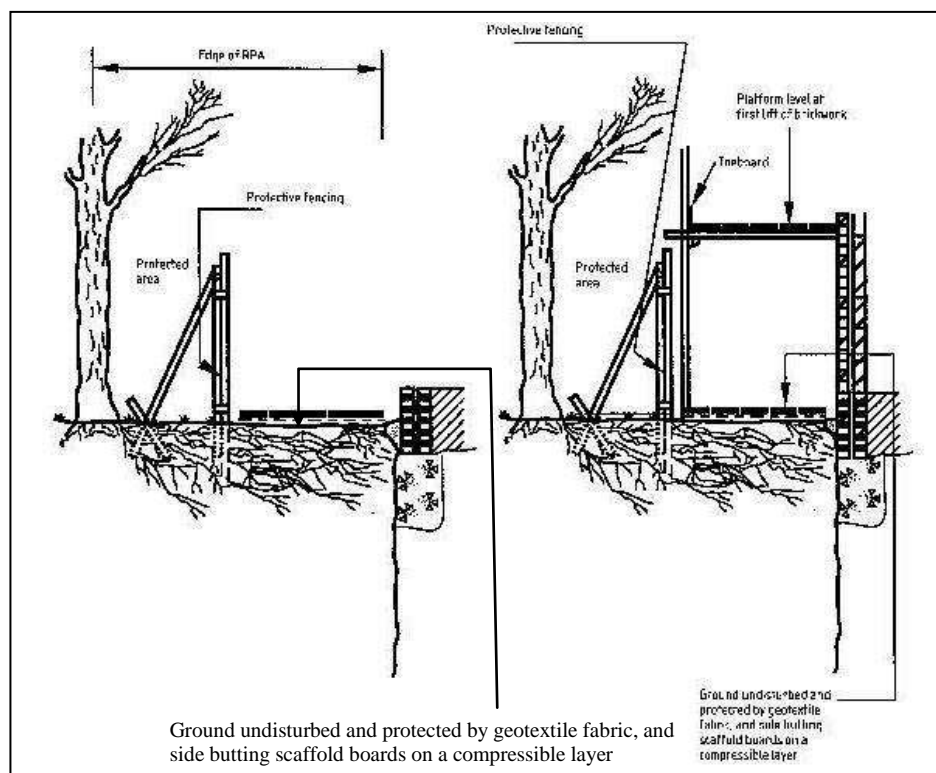 Edge of RPA
Protective fencing
Protected
area
Protective fencing
Platform level at
first lift of brickwork
Toeboard
Protected
area
Ground undisturbed and protected by geotextile fabric, and
side butting scaffold boards on a compressible layer
Ground undisturbed and
protected by geotextile
fabric, and side butting
scaffold boards on a
compressible layer